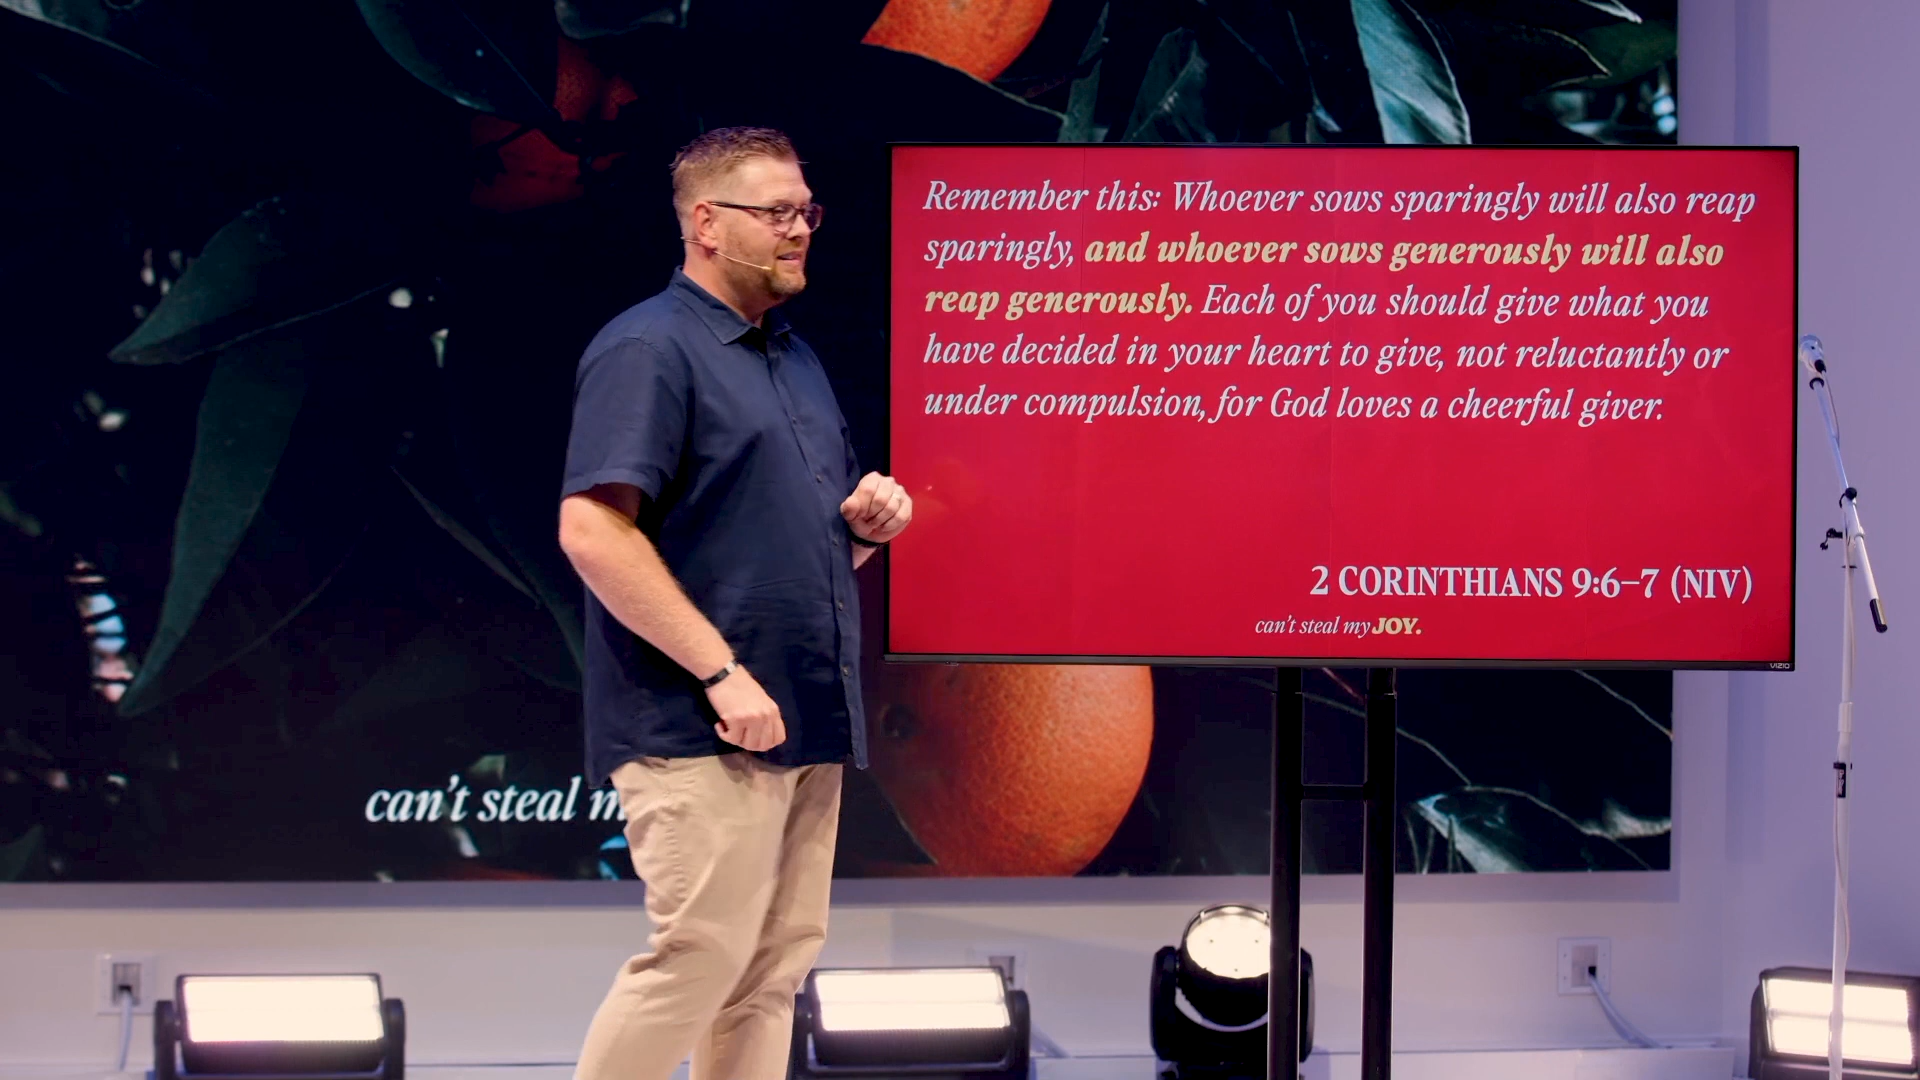 Remember this: Whoever sows sparingly will also reap
sparingly, and whoever sows generously will also
reap generously. Each of you should give what you
have decided in your heart to give, not reluctantly or
under compulsion, for God loves a cheerful giver.
2 CORINTHIANS 9:6–7 (NIV)
can't steal my JOY.
VIZIO
can't steal